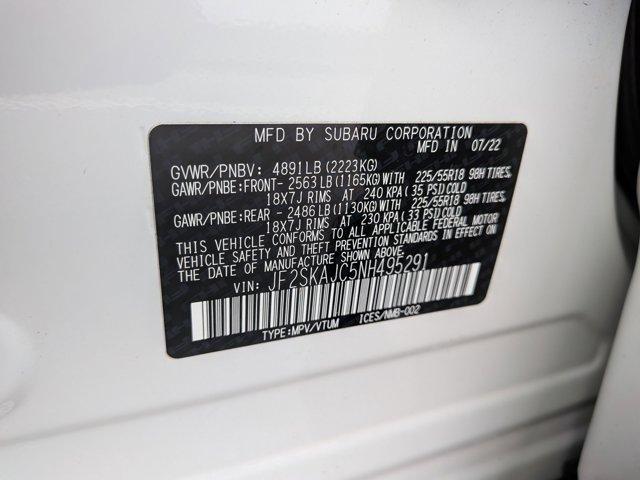 MFD BY SUBARU CORPORATION
MFD IN 07/22
GVWR/PNBV: 4891LB (2223KG)
GAWR/PNBE:FRONT- 2563LB(1165KG)WITH 225/55R18 98H TIRES,
18X7J RIMS AT 240 KPA(35 PSI)COLD
GAWR/PNBE:REAR - 2486LB(1130KG)WITH 225/55R18 98H TIRES,
18X7J RIMS AT 230 KPA(33 PSI)COLD
THIS VEHICLE CONFORMS TO ALL APPLICABLE FEDERAL MOTOR
VEHICLE SAFETY AND THEFT PREVENTION STANDARDS IN EFFECT ON
THE DATE OF MANUFACTURE SHOWN ABOVE.
VIN: JF2SKAJC5NH495291
TYPE:MPV/VTUM ICES/NMB-002